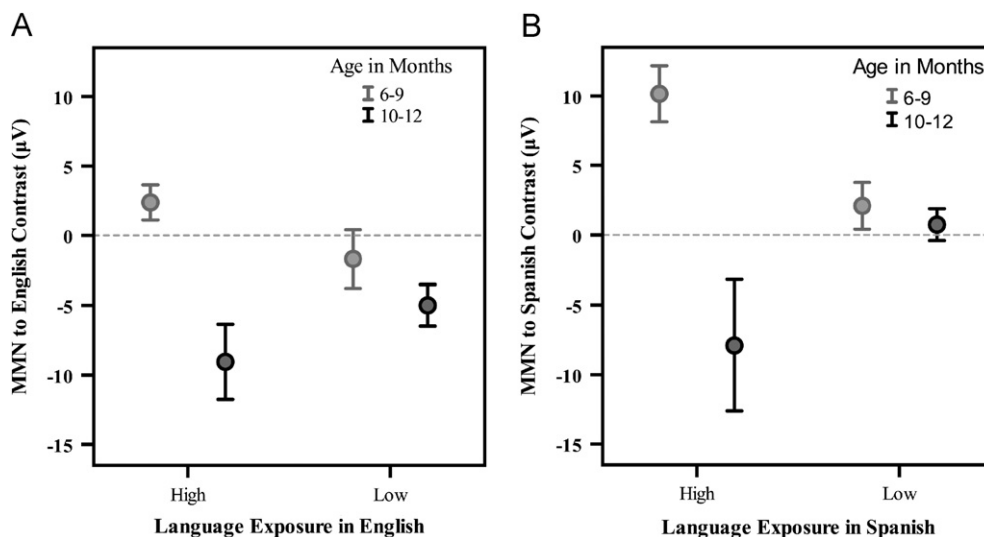 A
Age in Months
6-9
10-12
MMN to English Contrast (µV)
10
5
0
-5
-10
-15
High
Low
Language Exposure in English
B
Age in Months
6-9
10-12
MMN to Spanish Contrast (µV)
10
5
0
-5
-10
-15
High
Low
Language Exposure in Spanish